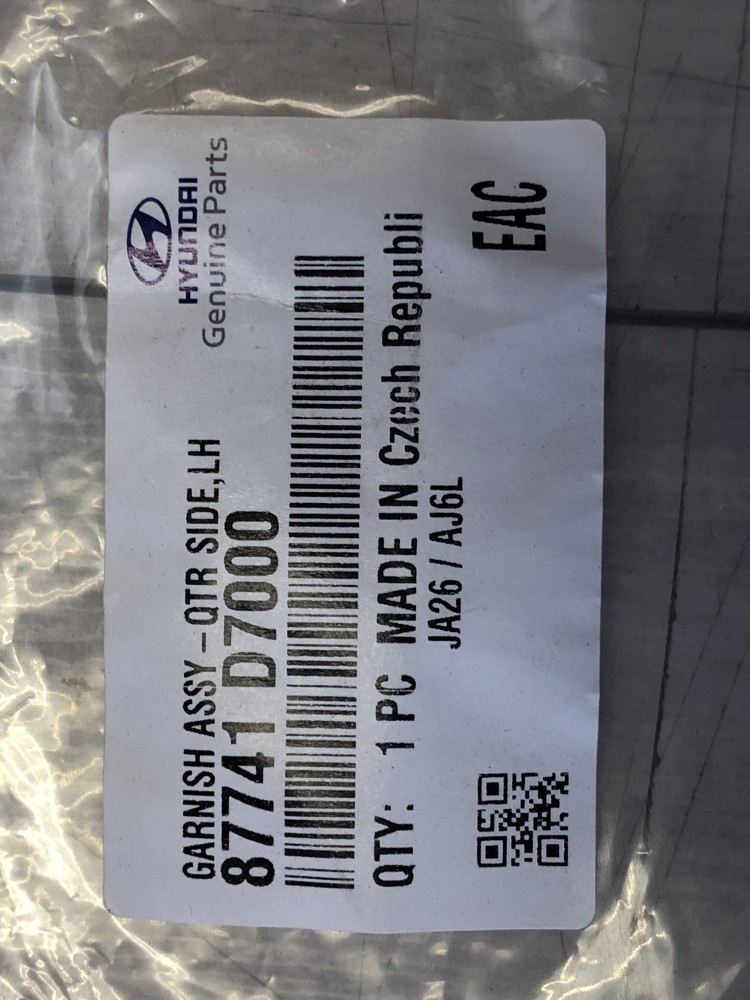 HYUNDAI
Genuine Parts
GARNISH ASSY-QTR SIDE,LH
87741 D7000
QTY: 1 PC MADE IN Czech Republi
JA26 / AJ6L
EAC